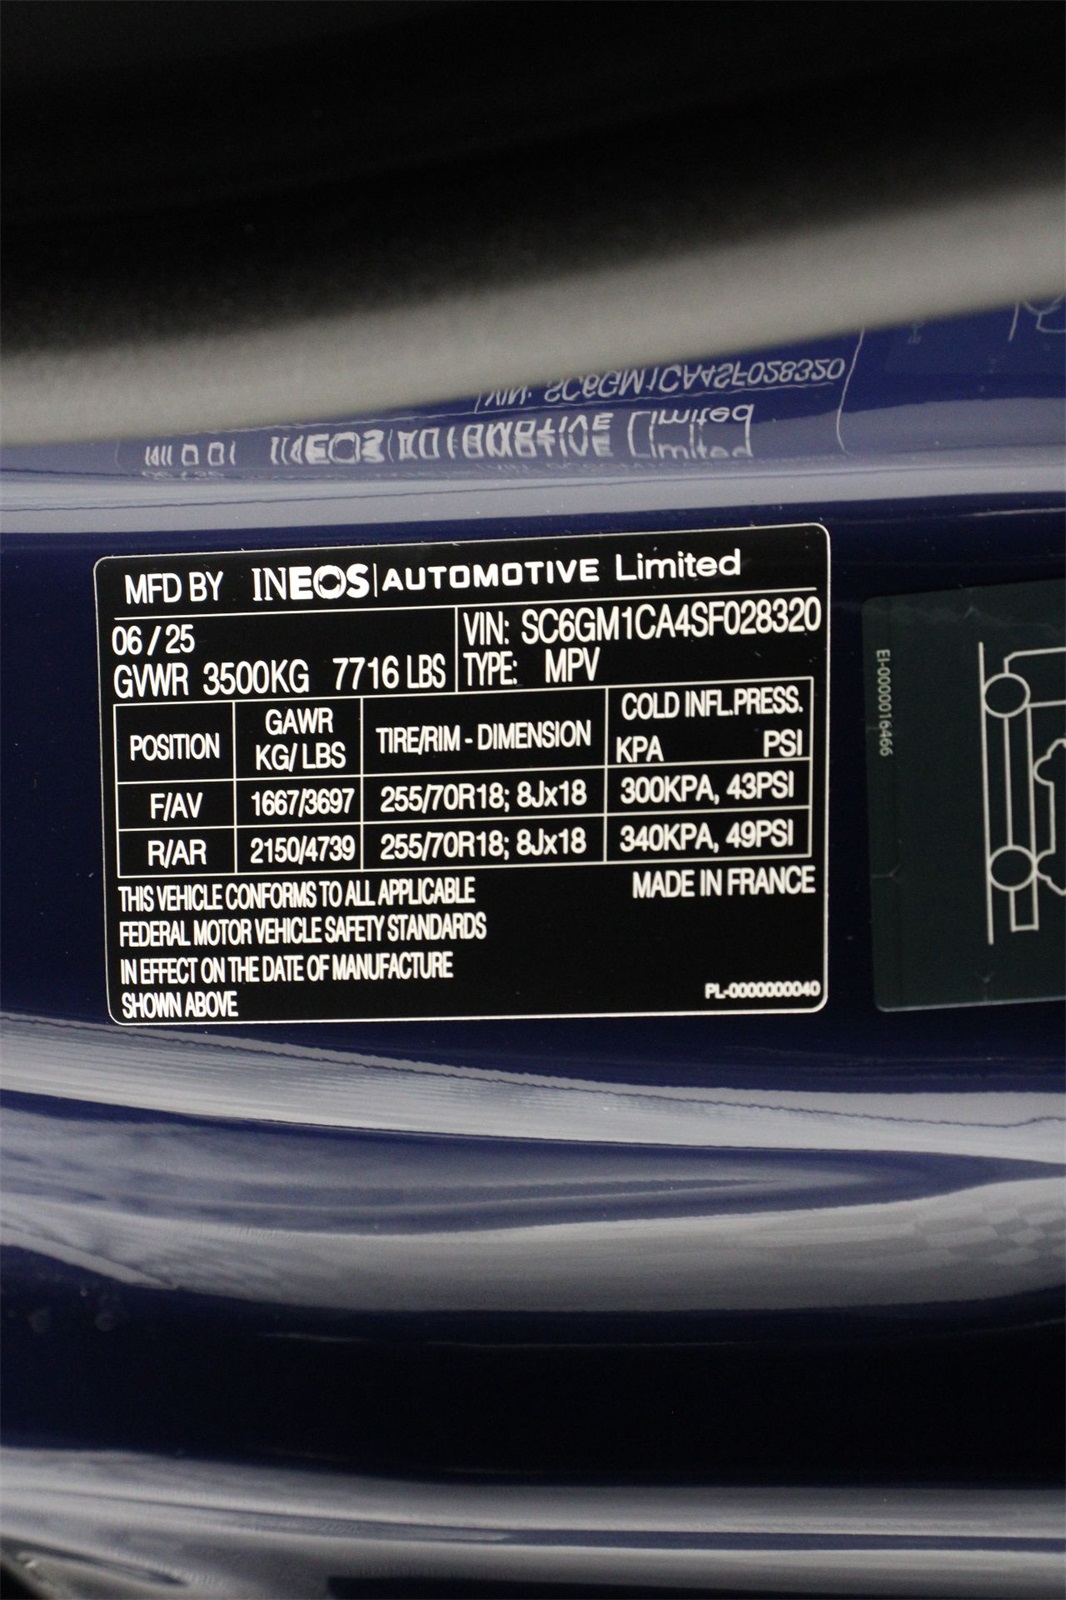 MFD BY INEOS | AUTOMOTIVE Limited
06 / 25
GVWR 3500KG 7716 LBS
VIN: SC6GM1CA4SF028320
TYPE: MPV
POSITION GAWR KG/ LBS TIRE/RIM - DIMENSION COLD INFL.PRESS. KPA PSI
F/AV 1667/3697 255/70R18; 8Jx18 300KPA, 43PSI
R/AR 2150/4739 255/70R18; 8Jx18 340KPA, 49PSI
THIS VEHICLE CONFORMS TO ALL APPLICABLE
FEDERAL MOTOR VEHICLE SAFETY STANDARDS
IN EFFECT ON THE DATE OF MANUFACTURE
SHOWN ABOVE
MADE IN FRANCE
PL-0000000040
EI-0000016466